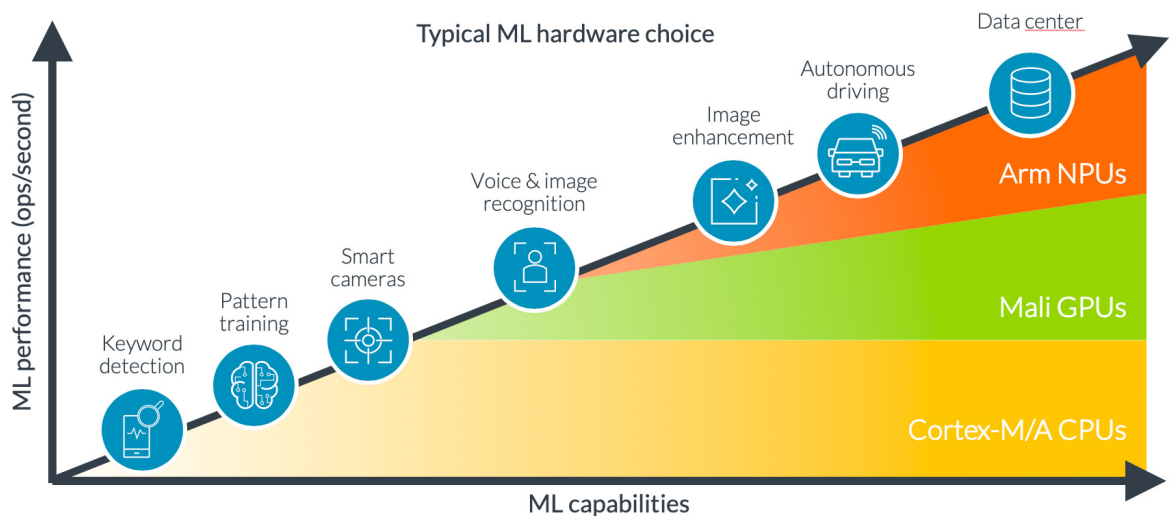 Typical ML hardware choice
Data center
Autonomous
driving
Image
enhancement
Voice & image
recognition
Smart
cameras
Pattern
training
Keyword
detection
Arm NPUs
Mali GPUs
Cortex-M/A CPUs
ML performance (ops/second)
ML capabilities